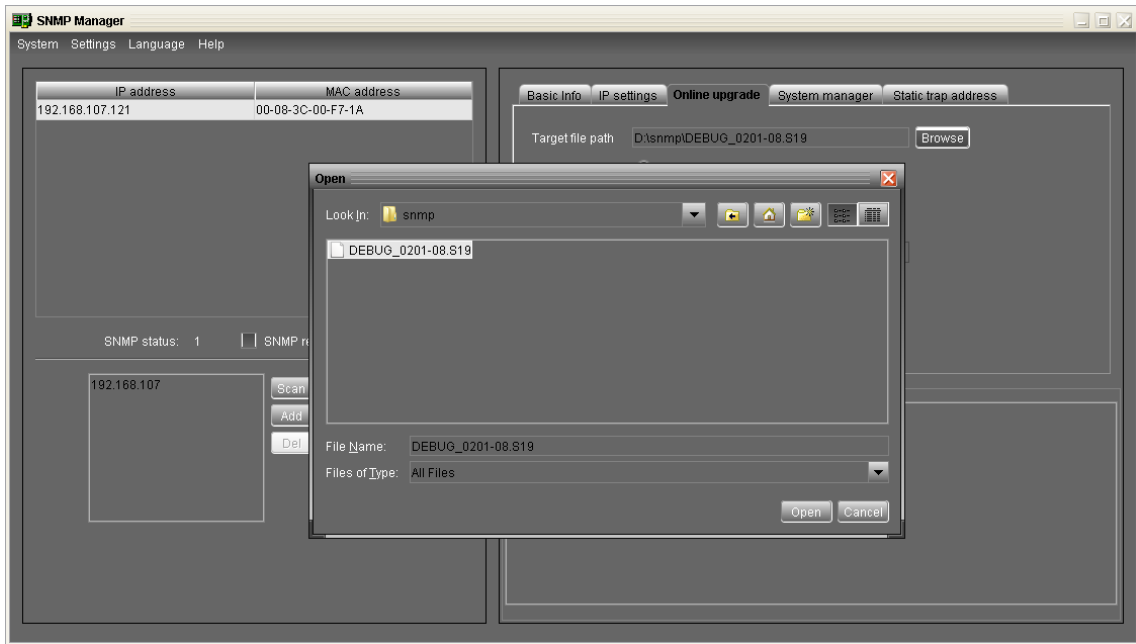 SNMP Manager
System Settings Language Help
IP address MAC address
192.168.107.121 00-08-3C-00-F7-1A
SNMP status: 1 SNMP re
192.168.107
Scan
Add
Del
Basic Info IP settings Online upgrade System manager Static trap address
Target file path D:\snmp\DEBUG_0201-08.S19 Browse
Open
Look In: snmp
DEBUG_0201-08.S19
File Name: DEBUG_0201-08.S19
Files of Type: All Files
Open Cancel